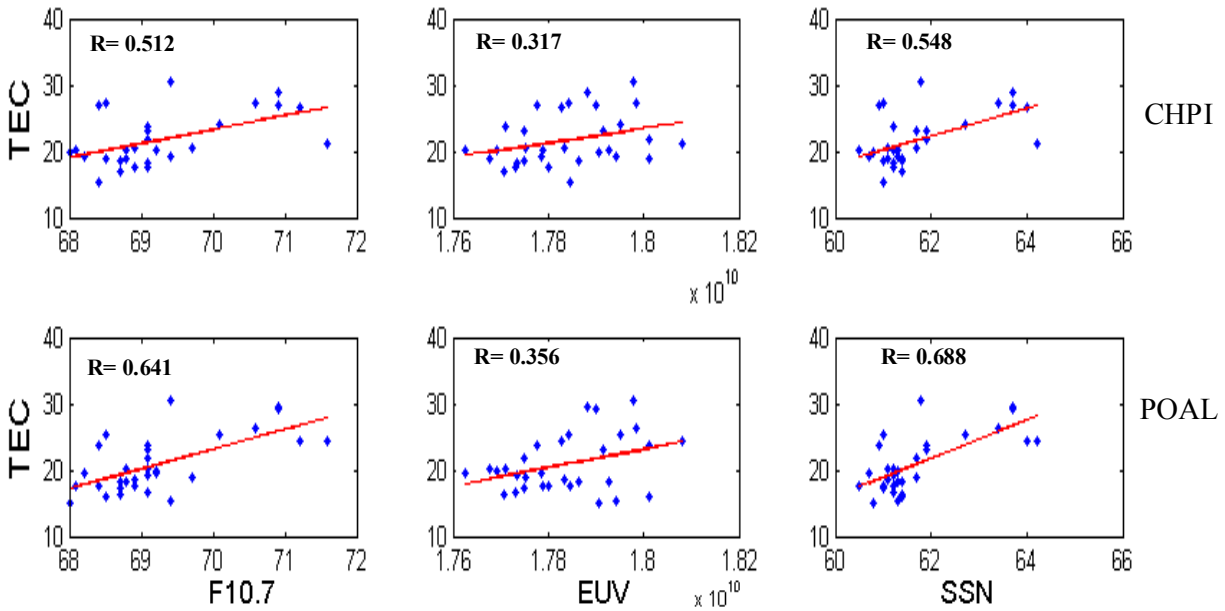 40 40 40
R= 0.512 R= 0.317 R= 0.548
30 30 30
TEC CHPI
20 20 20
10 10 10
68 69 70 71 72 1.76 1.78 1.8 1.82 60 62 64 66
x 10^10
40 40 40
R= 0.641 R= 0.356 R= 0.688
30 30 30
TEC POAL
20 20 20
10 10 10
68 69 70 71 72 1.76 1.78 1.8 1.82 60 62 64 66
F10.7 EUV x 10^10 SSN